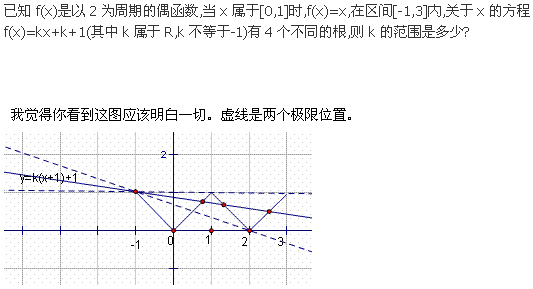 已知 f(x)是以 2 为周期的偶函数,当 x 属于[0,1]时,f(x)=x,在区间[-1,3]内,关于 x 的方程
f(x)=kx+k+1(其中 k 属于 R,k 不等于-1)有 4 个不同的根,则 k 的范围是多少?
我觉得你看到这图应该明白一切。虚线是两个极限位置。
2
y=k(x+1)+1
-1 0 1 2 3